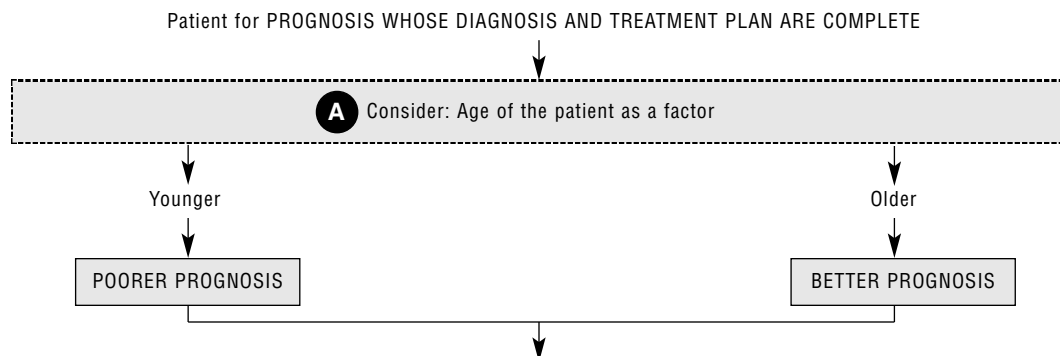 Patient for PROGNOSIS WHOSE DIAGNOSIS AND TREATMENT PLAN ARE COMPLETE
A Consider: Age of the patient as a factor
Younger
Older
POORER PROGNOSIS
BETTER PROGNOSIS